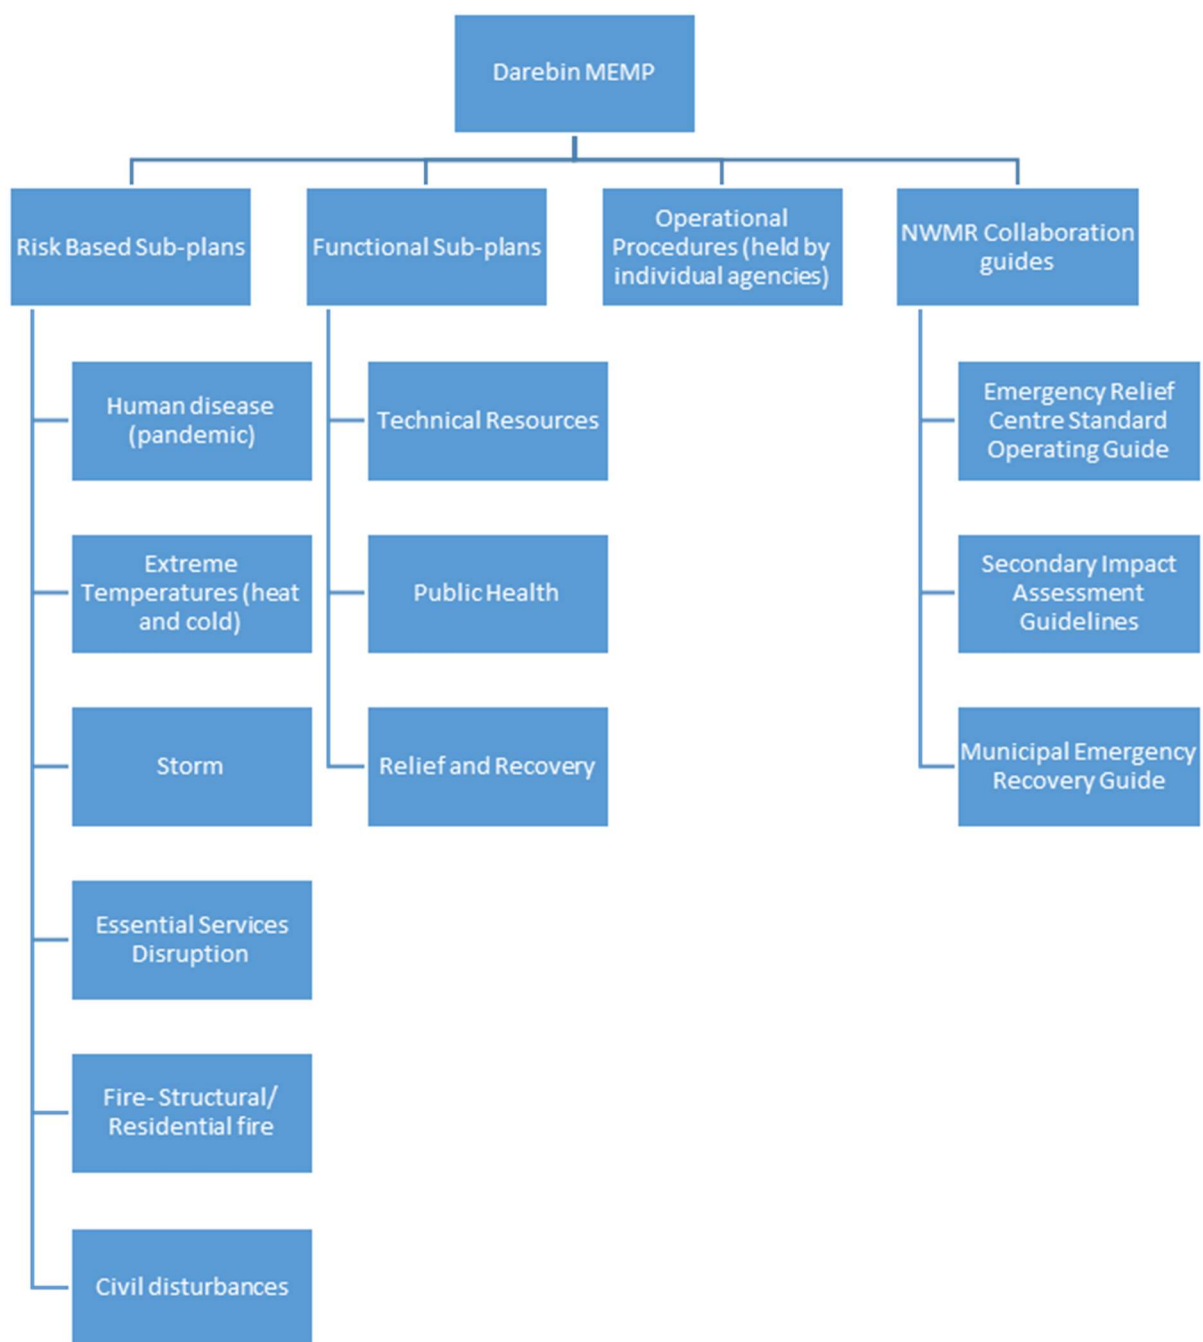 Darebin MEMP
Risk Based Sub-plans
Functional Sub-plans
Operational
Procedures (held by
individual agencies)
NWMR Collaboration
guides
Human disease
(pandemic)
Extreme
Temperatures (heat
and cold)
Storm
Essential Services
Disruption
Fire- Structural/
Residential fire
Civil disturbances
Technical Resources
Public Health
Relief and Recovery
Emergency Relief
Centre Standard
Operating Guide
Secondary Impact
Assessment
Guidelines
Municipal Emergency
Recovery Guide